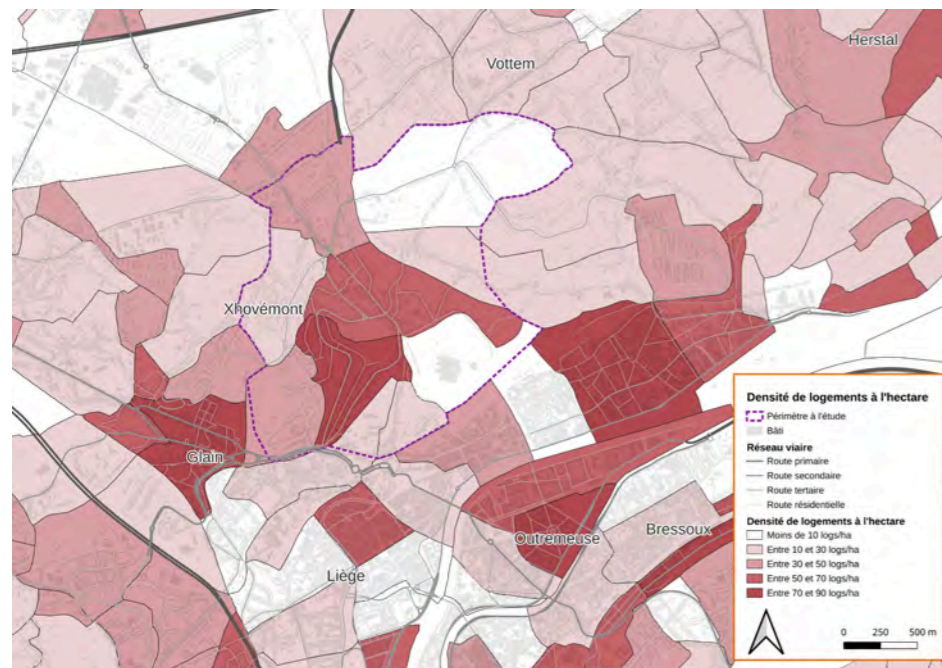 Herstal
Vottem
Xhovémont
Glain
Outremeuse
Bressoux
Liège
Densité de logements à l'hectare
Périmètre à l'étude
Bâti
Réseau viaire
Route primaire
Route secondaire
Route tertiaire
Route résidentielle
Densité de logements à l'hectare
Moins de 10 logs/ha
Entre 10 et 30 logs/ha
Entre 30 et 50 logs/ha
Entre 50 et 70 logs/ha
Entre 70 et 90 logs/ha
0 250 500 m